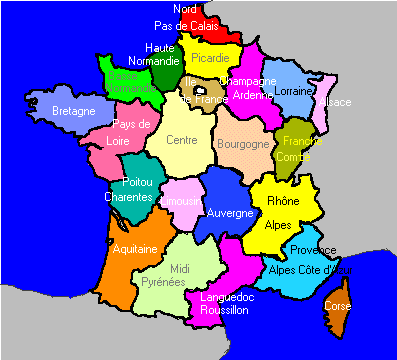 Nord
Pas de Calais
Haute
Normandie
Picardie
Basse
Normandie
Ile
de France
Champagne
Ardenne
Lorraine
Alsace
Bretagne
Pays de
Loire
Centre
Bourgogne
Franche
Comté
Poitou
Charentes
Limousin
Auvergne
Rhône
Alpes
Aquitaine
Midi
Pyrénées
Languedoc
Roussillon
Provence
Alpes Côte d'Azur
Corse